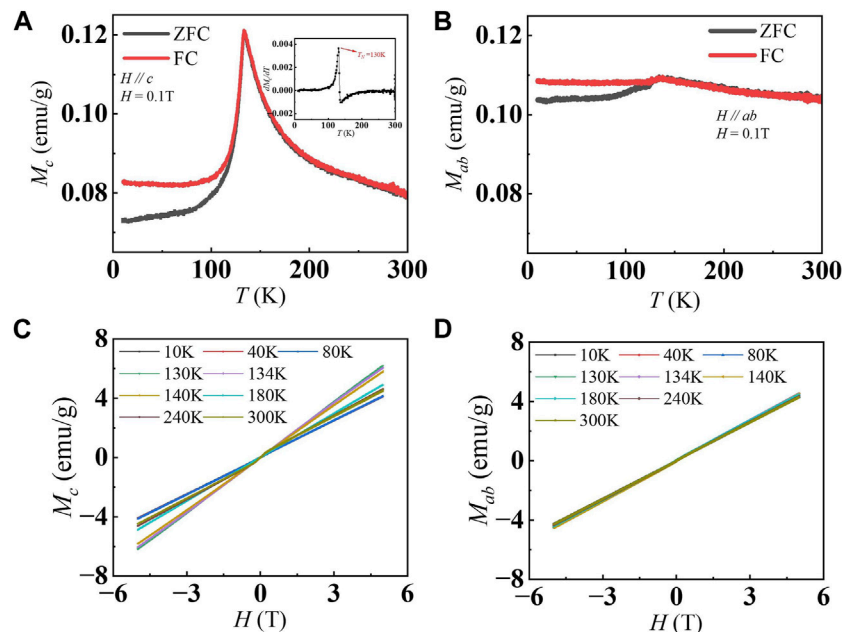 A
0.12
0.10
0.08
M_c (emu/g)
ZFC
FC
H // c
H = 0.1T
0.004
0.002
0.000
-0.002
dM_c/dT
T_N =130K
0 100 200 300
T (K)
0 100 200 300
T (K)
B
0.12
0.10
0.08
M_ab (emu/g)
ZFC
FC
H // ab
H = 0.1T
0 100 200 300
T (K)
C
8
4
0
−4
−8
M_c (emu/g)
10K 40K 80K
130K 134K
140K 180K
240K 300K
−6 −3 0 3 6
H (T)
D
8
4
0
−4
−8
M_ab (emu/g)
10K 40K 80K
130K 134K 140K
180K 240K
300K
−6 −3 0 3 6
H (T)